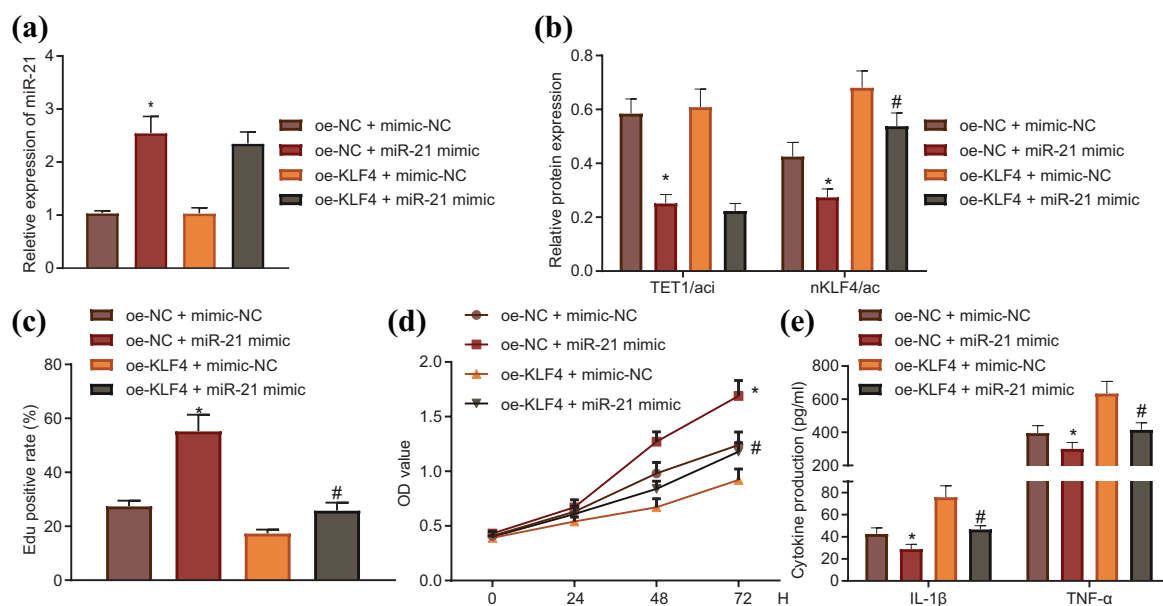 (a)
Reletive expression of miR-21
4
3
2
1
0
*
oe-NC + mimic-NC
oe-NC + miR-21 mimic
oe-KLF4 + mimic-NC
oe-KLF4 + miR-21 mimic
(b)
Relative protein expression
0.8
0.6
0.4
0.2
0.0
*
*
#
TET1/aci
nKLF4/ac
oe-NC + mimic-NC
oe-NC + miR-21 mimic
oe-KLF4 + mimic-NC
oe-KLF4 + miR-21 mimic
(c)
oe-NC + mimic-NC
oe-NC + miR-21 mimic
oe-KLF4 + mimic-NC
oe-KLF4 + miR-21 mimic
Edu positive rate (%)
80
60
40
20
0
*
#
(d)
oe-NC + mimic-NC
oe-NC + miR-21 mimic
oe-KLF4 + mimic-NC
oe-KLF4 + miR-21 mimic
OD value
2.0
1.5
1.0
0.5
0.0
*
#
0 24 48 72 H
(e)
oe-NC + mimic-NC
oe-NC + miR-21 mimic
oe-KLF4 + mimic-NC
oe-KLF4 + miR-21 mimic
Cytokine production (pg/ml)
800
600
400
200
80
60
40
20
0
*
#
*
#
IL-1β
TNF-α